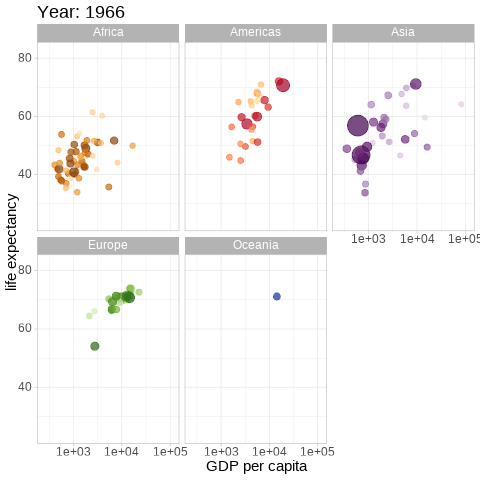 Year: 1966
Africa
Americas
Asia
80
60
40
life expectancy
1e+03 1e+04 1e+05
Europe
Oceania
80
60
40
1e+03 1e+04 1e+05 1e+03 1e+04 1e+05
GDP per capita